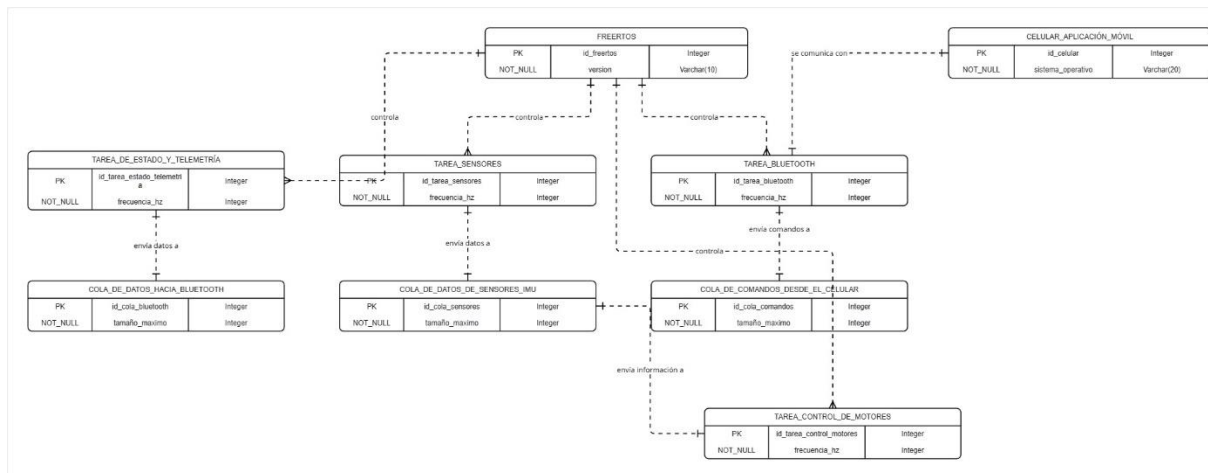 FREERTOS
PK id_freertos Integer
NOT_NULL version Varchar(10)
CELULAR_APLICACIÓN_MÓVIL
PK id_celular Integer
NOT_NULL sistema_operativo Varchar(20)
se comunica con
controla
controla
controla
TAREA_DE_ESTADO_Y_TELEMETRÍA
PK id_tarea_estado_telemetri
a Integer
NOT_NULL frecuencia_hz Integer
TAREA_SENSORES
PK id_tarea_sensores Integer
NOT_NULL frecuencia_hz Integer
TAREA_BLUETOOTH
PK id_tarea_bluetooth Integer
NOT_NULL frecuencia_hz Integer
envía datos a
envía datos a
envía comandos a
controla
COLA_DE_DATOS_HACIA_BLUETOOTH
PK id_cola_bluetooth Integer
NOT_NULL tamaño_maximo Integer
COLA_DE_DATOS_DE_SENSORES_IMU
PK id_cola_sensores Integer
NOT_NULL tamaño_maximo Integer
COLA_DE_COMANDOS_DESDE_EL_CELULAR
PK id_cola_comandos Integer
NOT_NULL tamaño_maximo Integer
envía información a
TAREA_CONTROL_DE_MOTORES
PK id_tarea_control_motores Integer
NOT_NULL frecuencia_hz Integer